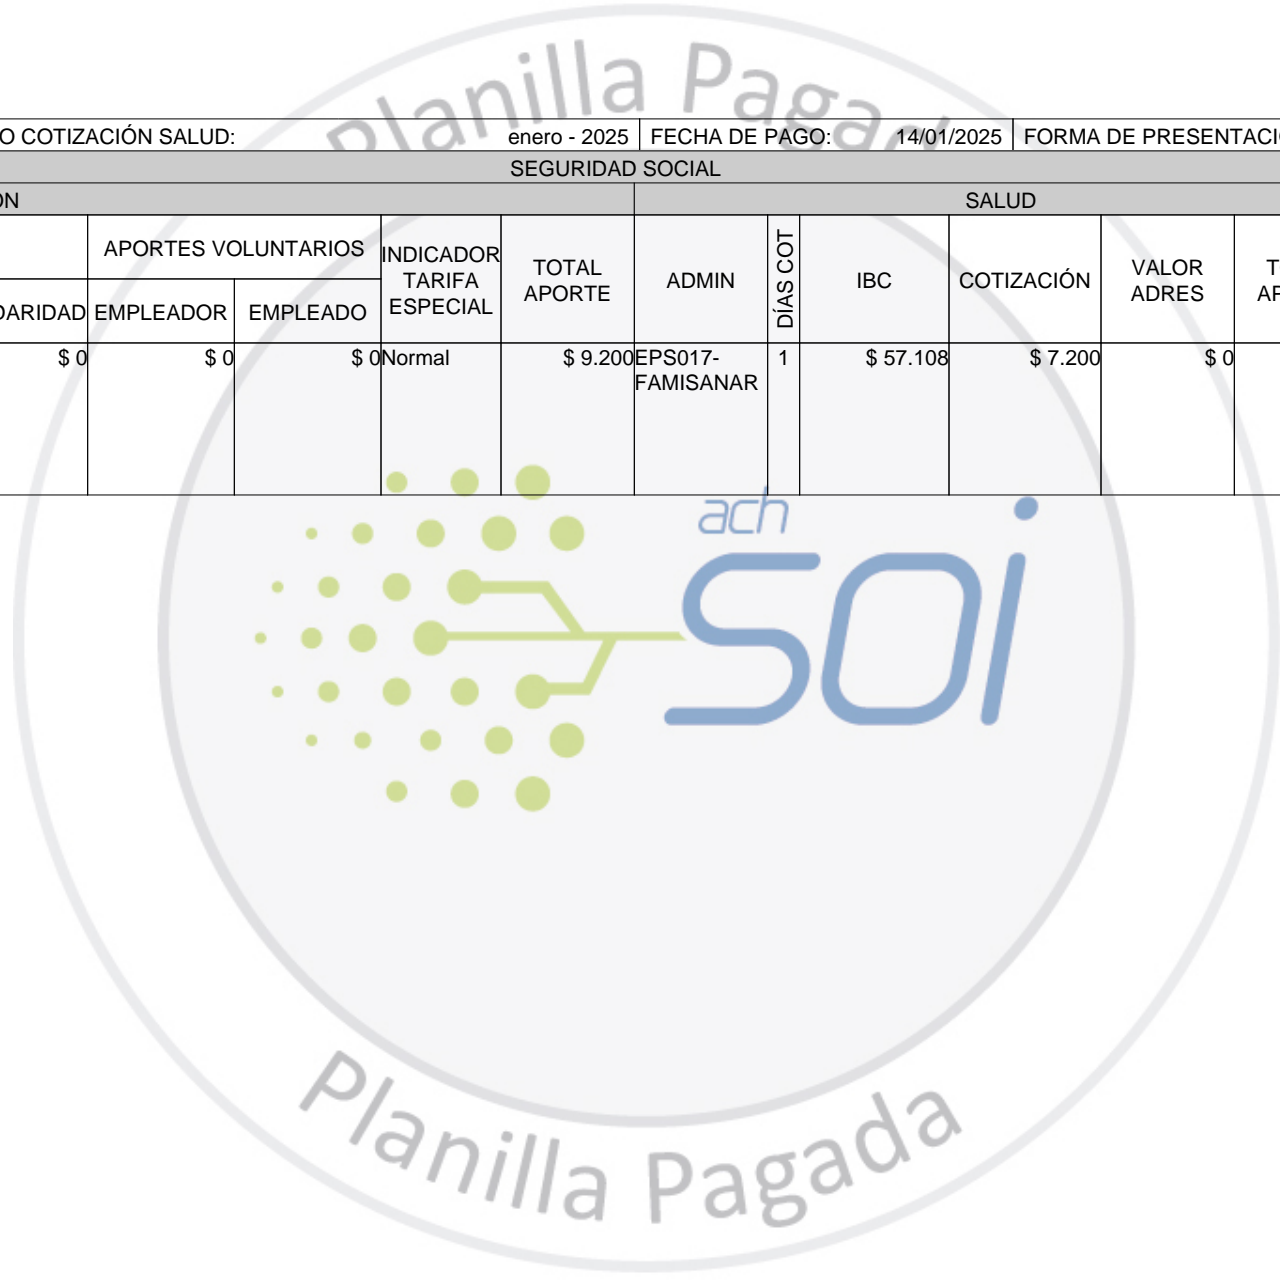 Planilla Pagada
O COTIZACIÓN SALUD: enero - 2025 FECHA DE PAGO: 14/01/2025 FORMA DE PRESENTACI
SEGURIDAD SOCIAL
ÓN SALUD
APORTES VOLUNTARIOS INDICADOR TARIFA ESPECIAL TOTAL APORTE ADMIN DÍAS COT IBC COTIZACIÓN VALOR ADRES
DARIDAD EMPLEADOR EMPLEADO
$ 0 $ 0 $ 0 Normal $ 9.200 EPS017- 1 $ 57.108 $ 7.200 $ 0
FAMISANAR
ach
SOi
Planilla Pagada